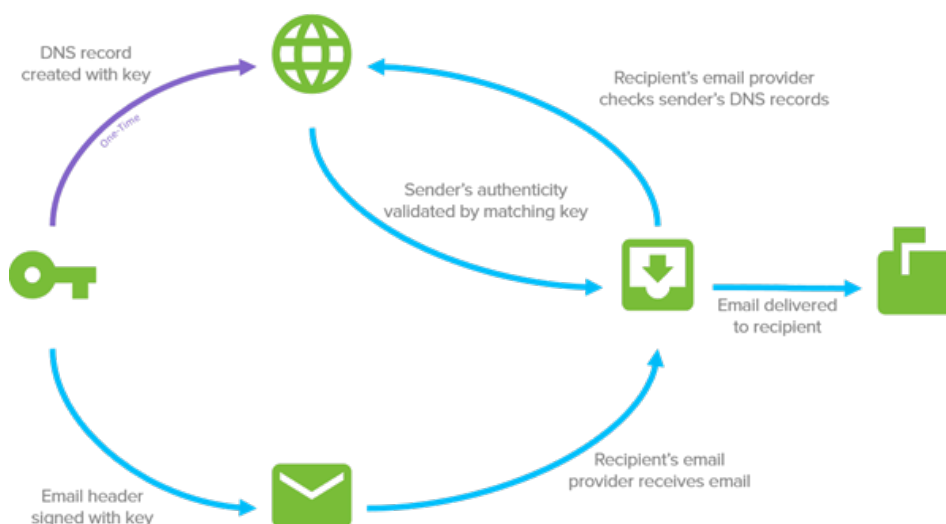 DNS record
created with key
One-Time
Recipient's email provider
checks sender's DNS records
Sender's authenticity
validated by matching key
Email delivered
to recipient
Recipient's email
provider receives email
Email header
signed with key